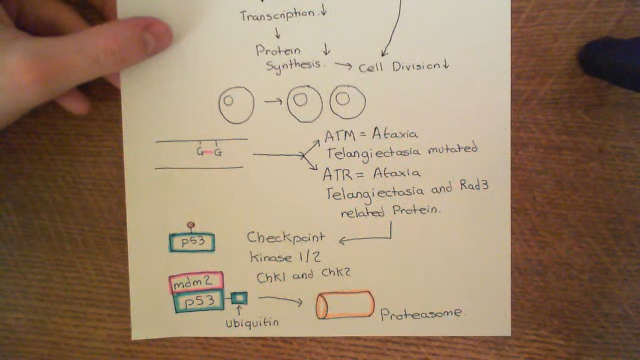 Transcription ↓
↓
Protein ↓
Synthesis. → Cell Division ↓
G-G
ATM = Ataxia
Telangiectasia mutated
ATR = Ataxia
Telangiectasia and Rad3
related Protein.
p53
Checkpoint
Kinase 1/2
Chk1 and Chk2
mdm2
p53
Ubiquitin
Proteasome